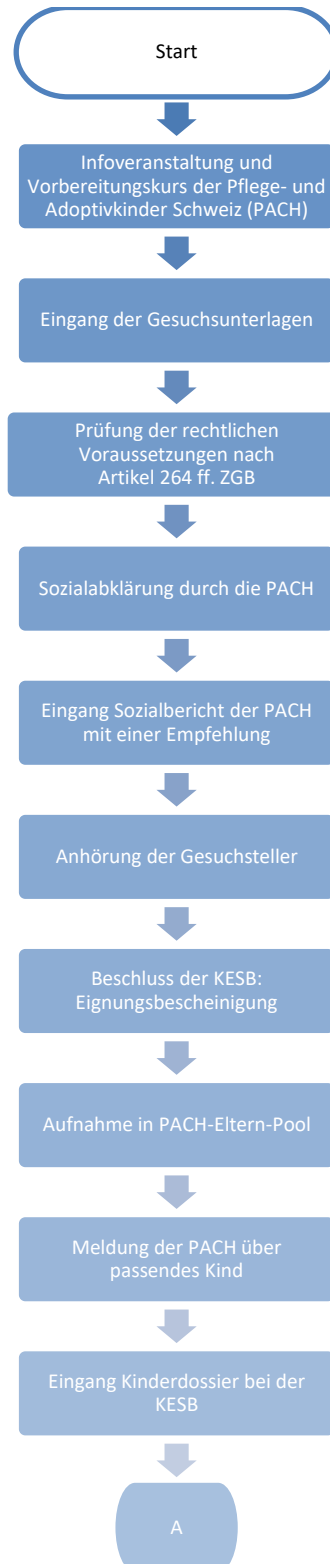 Start
Infoveranstaltung und
Vorbereitungskurs der Pflege- und
Adoptivkinder Schweiz (PACH)
Eingang der Gesuchsunterlagen
Prüfung der rechtlichen
Voraussetzungen nach
Artikel 264 ff. ZGB
Sozialabklärung durch die PACH
Eingang Sozialbericht der PACH
mit einer Empfehlung
Anhörung der Gesuchsteller
Beschluss der KESB:
Eignungsbescheinigung
Aufnahme in PACH-Eltern-Pool
Meldung der PACH über
passendes Kind
Eingang Kinderdossier bei der
KESB
A